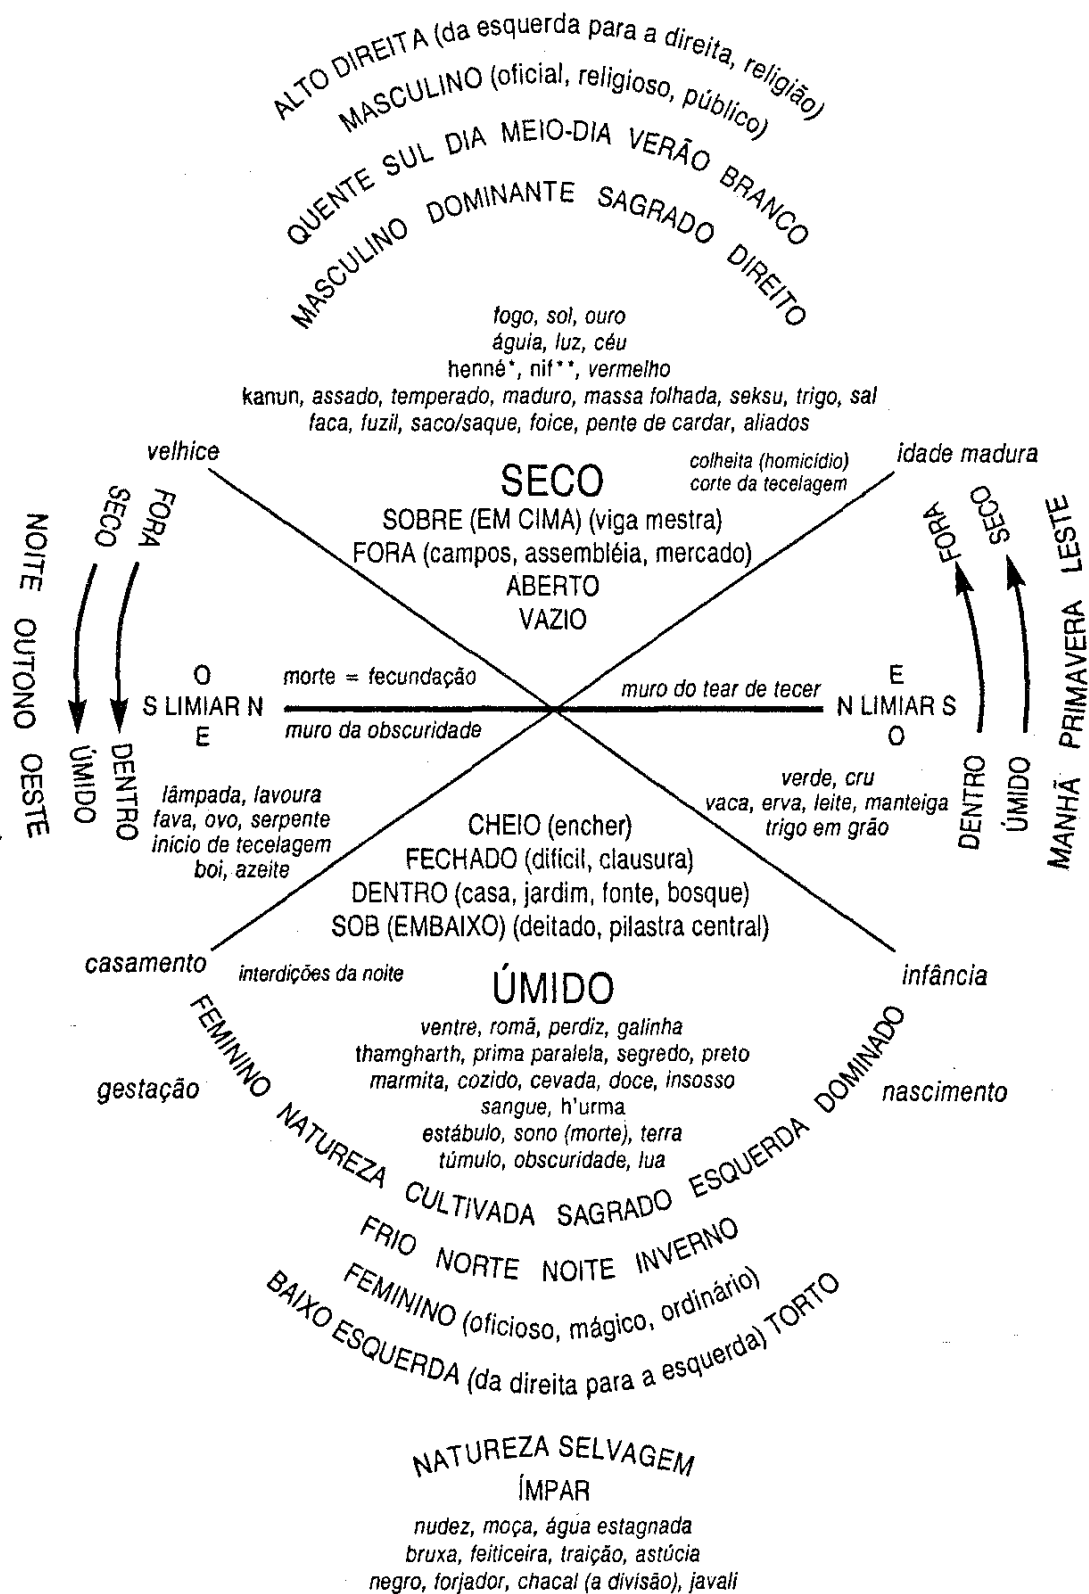 ALTO DIREITA (da esquerda para a direita, religião)
MASCULINO (oficial, religioso, público)
QUENTE SUL DIA MEIO-DIA VERÃO BRANCO
MASCULINO DOMINANTE SAGRADO DIREITO
fogo, sol, ouro
águia, luz, céu
henné*, nif**, vermelho
kanun, assado, temperado, maduro, massa folhada, seksu, trigo, sal
faca, fuzil, saco/saque, foice, pente de cardar, aliados
velhice
colheita (homicídio)
corte da tecelagem
idade madura
SECO
SOBRE (EM CIMA) (viga mestra)
FORA (campos, assembléia, mercado)
ABERTO
VAZIO
NOITE OUTONO OESTE
SECO
ÚMIDO
FORA
DENTRO
O
S LIMIAR N
E
morte = fecundação
muro da obscuridade
muro do tear de tecer
E
N LIMIAR S
O
FORA
DENTRO
SECO
ÚMIDO
MANHÃ PRIMAVERA LESTE
lâmpada, lavoura
fava, ovo, serpente
início de tecelagem
boi, azeite
verde, cru
vaca, erva, leite, manteiga
trigo em grão
CHEIO (encher)
FECHADO (difícil, clausura)
DENTRO (casa, jardim, fonte, bosque)
SOB (EMBAIXO) (deitado, pilastra central)
casamento
interdições da noite
infância
ÚMIDO
ventre, romã, perdiz, galinha
thamgharth, prima paralela, segredo, preto
marmita, cozido, cevada, doce, insosso
sangue, h'urma
estábulo, sono (morte), terra
túmulo, obscuridade, lua
gestação
nascimento
FEMININO NATUREZA CULTIVADA SAGRADO ESQUERDA DOMINADO
FRIO NORTE NOITE INVERNO
FEMININO (oficioso, mágico, ordinário)
BAIXO ESQUERDA (da direita para a esquerda) TORTO
NATUREZA SELVAGEM
ÍMPAR
nudez, moça, água estagnada
bruxa, feiticeira, traição, astúcia
negro, forjador, chacal (a divisão), javali